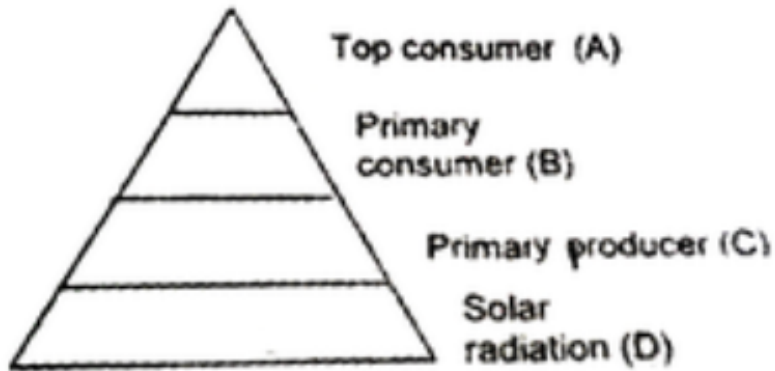 Top consumer (A)
Primary
consumer (B)
Primary producer (C)
Solar
radiation (D)